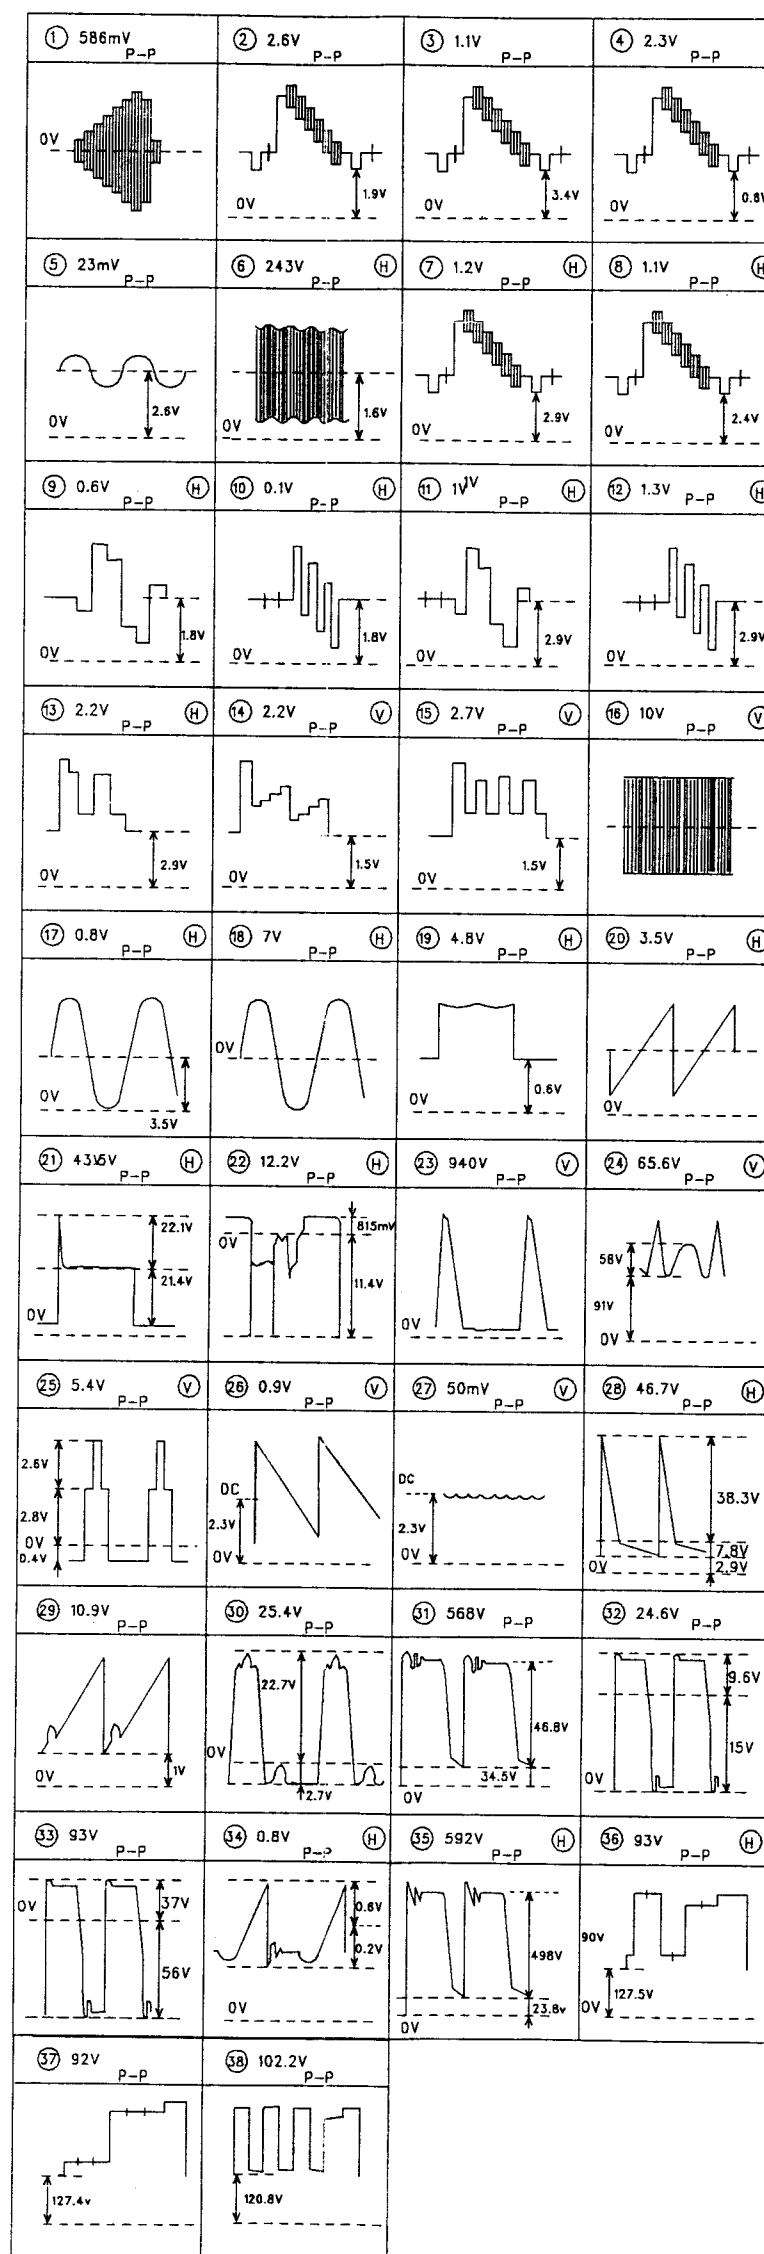 ① 586mV P-P
② 2.6V P-P
③ 1.1V P-P
④ 2.3V P-P
0V
0V 1.9V
0V 3.4V
0V 0.8V
⑤ 23mV P-P
⑥ 243V P-P Ⓗ
⑦ 1.2V P-P Ⓗ
⑧ 1.1V P-P Ⓗ
0V 2.6V
0V 1.6V
0V 2.9V
0V 2.4V
⑨ 0.6V P-P Ⓗ
⑩ 0.1V P-P Ⓗ
⑪ 1V 1V P-P Ⓗ
⑫ 1.3V P-P Ⓗ
0V 1.8V
0V 1.8V
0V 2.9V
0V 2.9V
⑬ 2.2V P-P Ⓗ
⑭ 2.2V P-P Ⓥ
⑮ 2.7V P-P Ⓥ
⑯ 10V P-P Ⓥ
0V 2.9V
0V 1.5V
0V 1.5V
⑰ 0.8V P-P Ⓗ
⑱ 7V P-P Ⓗ
⑲ 4.8V P-P Ⓗ
⑳ 3.5V P-P Ⓗ
0V 3.5V
0V
0V 0.6V
0V
㉑ P-P Ⓗ
㉒ 12.2V P-P Ⓗ
㉓ 940V P-P Ⓥ
㉔ 65.6V P-P Ⓥ
22.1V 21.4V 0V
815mV 0V 11.4V
0V
58V 91V 0V
㉕ 5.4V P-P Ⓥ
㉖ 0.9V P-P Ⓥ
㉗ 50mV P-P Ⓥ
㉘ 46.7V P-P Ⓗ
2.6V 2.8V 0V 0.4V
DC 2.3V 0V
DC 2.3V 0V
38.3V 7.8V 2.9V 0V
㉙ 10.9V P-P
㉚ 25.4V P-P
㉛ 568V P-P
㉜ 24.6V P-P
0V 1V
22.7V 0V 2.7V
46.8V 34.5V 0V
9.6V 15V 0V
㉝ 93V P-P
㉞ 0.8V P-P Ⓗ
㉟ 592V P-P Ⓗ
㊱ 93V P-P Ⓗ
0V 37V 56V
0.6V 0.2V 0V
498V 23.8v 0V
90V 127.5V 0V
㊲ 92V P-P
㊳ 102.2V P-P
127.4v
120.8V